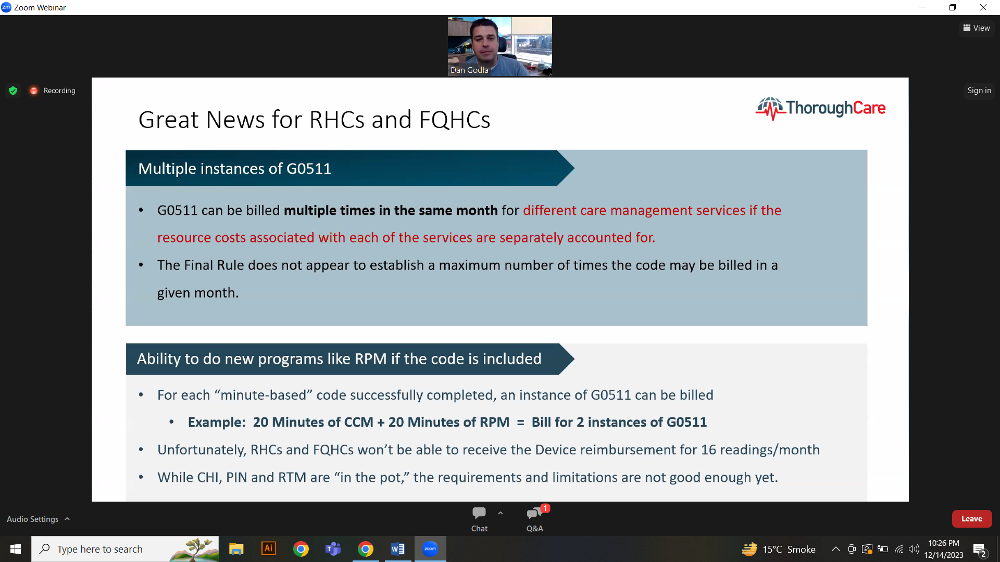 zm Zoom Webinar
Dan Godla
View
Recording
Sign in
ThoroughCare
Great News for RHCs and FQHCs
Multiple instances of G0511
• G0511 can be billed multiple times in the same month for different care management services if the
resource costs associated with each of the services are separately accounted for.
• The Final Rule does not appear to establish a maximum number of times the code may be billed in a
given month.
Ability to do new programs like RPM if the code is included
• For each “minute-based” code successfully completed, an instance of G0511 can be billed
• Example: 20 Minutes of CCM + 20 Minutes of RPM = Bill for 2 instances of G0511
• Unfortunately, RHCs and FQHCs won’t be able to receive the Device reimbursement for 16 readings/month
• While CHI, PIN and RTM are “in the pot,” the requirements and limitations are not good enough yet.
Audio Settings
Chat
1
Q&A
Leave
Type here to search
Ai
T
W
zoom
15°C Smoke
10:26 PM
12/14/2023
2